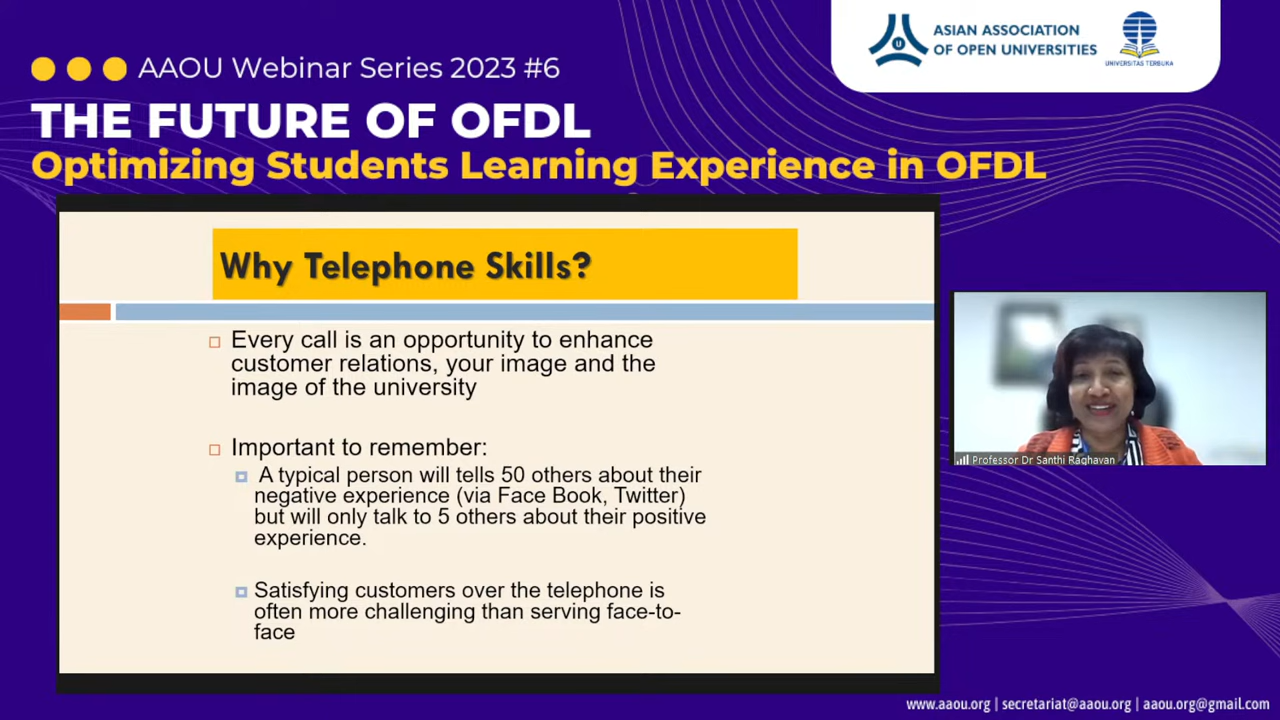 ASIAN ASSOCIATION
OF OPEN UNIVERSITIES
U
UNIVERSITAS TERBUKA
AAOU Webinar Series 2023 #6
THE FUTURE OF OFDL
Optimizing Students Learning Experience in OFDL
Why Telephone Skills?
Every call is an opportunity to enhance
customer relations, your image and the
image of the university
Important to remember:
A typical person will tells 50 others about their
negative experience (via Face Book, Twitter)
but will only talk to 5 others about their positive
experience.
Satisfying customers over the telephone is
often more challenging than serving face-to-
face
Professor Dr Santhi Raghavan
www.aaou.org | secretariat@aaou.org | aaou.org@gmail.com